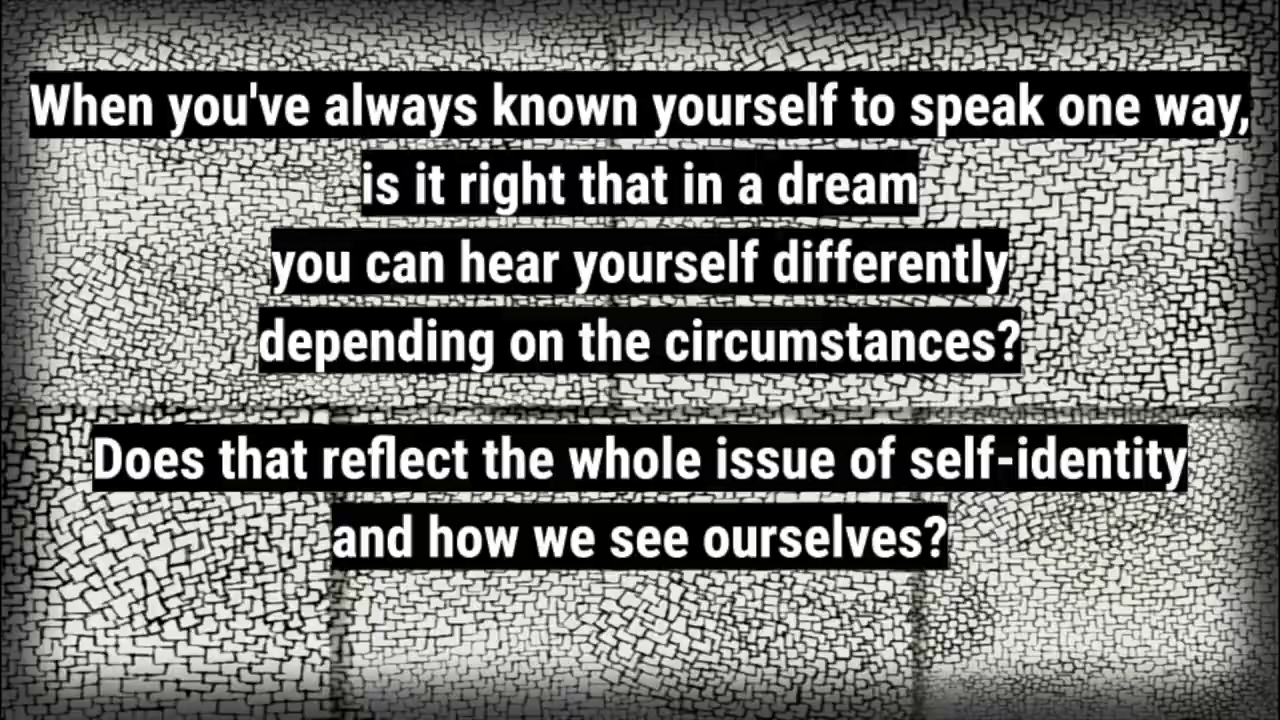 When you've always known yourself to speak one way,
is it right that in a dream
you can hear yourself differently
depending on the circumstances?
Does that reflect the whole issue of self-identity
and how we see ourselves?